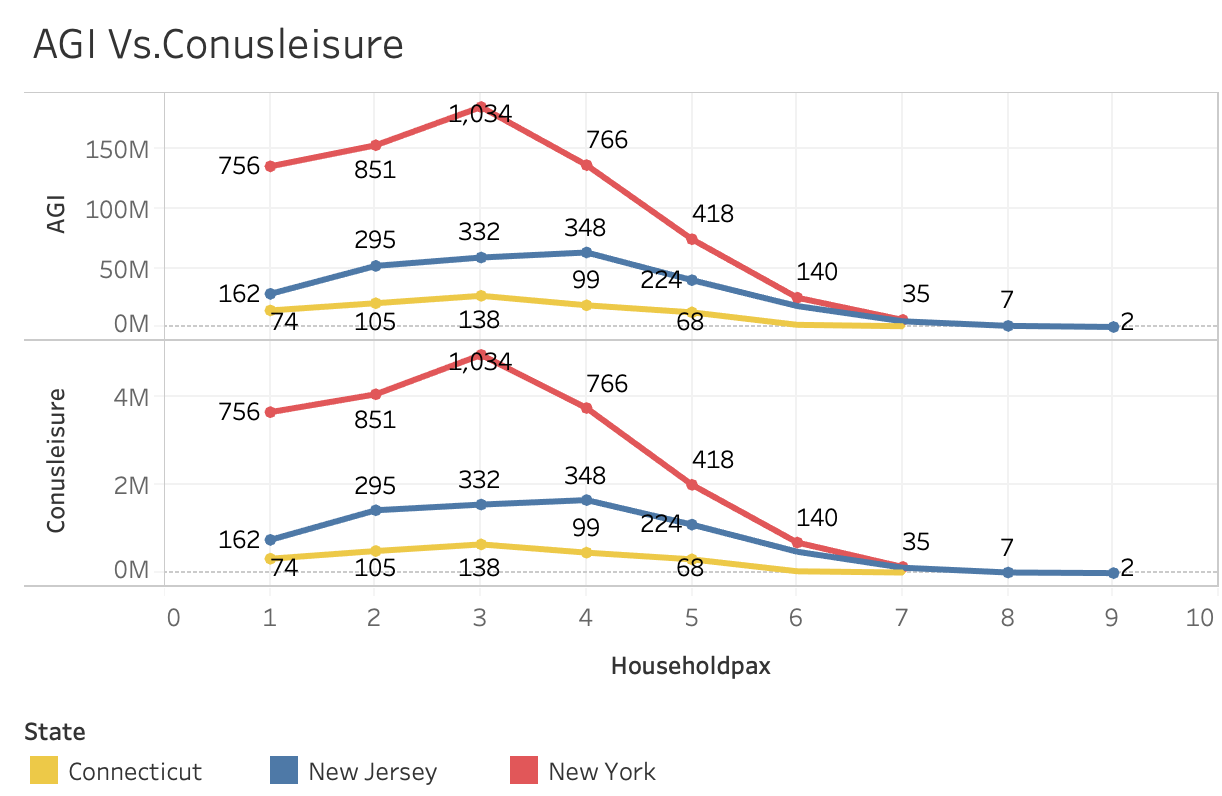 AGI Vs.Conusleisure
AGI
150M
100M
50M
0M
1,034
766
756
851
418
348
332
295
162
99
224
140
35
7
2
74
105
138
68
Conusleisure
4M
2M
0M
1,034
766
756
851
418
348
332
295
162
99
224
140
35
7
2
74
105
138
68
0 1 2 3 4 5 6 7 8 9 10
Householdpax
State
Connecticut New Jersey New York